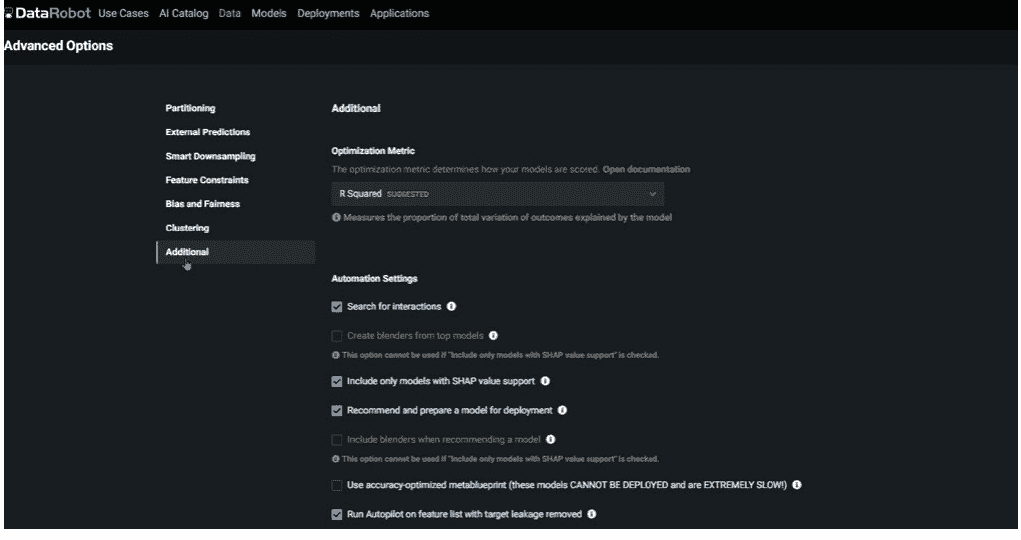 DataRobot Use Cases AI Catalog Data Models Deployments Applications
Advanced Options
Partitioning
External Predictions
Smart Downsampling
Feature Constraints
Bias and Fairness
Clustering
Additional
Additional
Optimization Metric
The optimization metric determines how your models are scored. Open documentation
R Squared SUGGESTED
Measures the proportion of total variation of outcomes explained by the model
Automation Settings
Search for interactions
Create blenders from top models
This option cannot be used if "Include only models with SHAP value support" is checked.
Include only models with SHAP value support
Recommend and prepare a model for deployment
Include blenders when recommending a model
This option cannot be used if "Include only models with SHAP value support" is checked.
Use accuracy-optimized metablueprint (these models CANNOT BE DEPLOYED and are EXTREMELY SLOW!)
Run Autopilot on feature list with target leakage removed